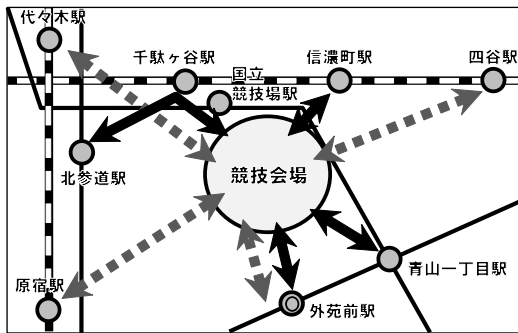 代々木駅
千駄ヶ谷駅
国立
競技場駅
信濃町駅
四谷駅
北参道駅
競技会場
青山一丁目駅
原宿駅
外苑前駅